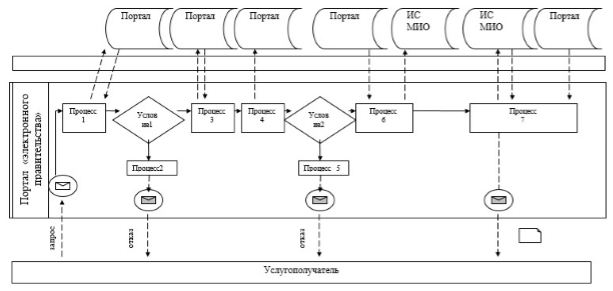 Портал
Портал
Портал
Портал
ИС
МИО
ИС
МИО
Портал
Портал «электронного
правительства»
Процесс
1
Услов
ие1
Процесс
3
Процесс
4
Услов
ие2
Процесс
6
Процесс
7
Процесс2
Процесс 5
запрос
отказ
отказ
Услугополучатель